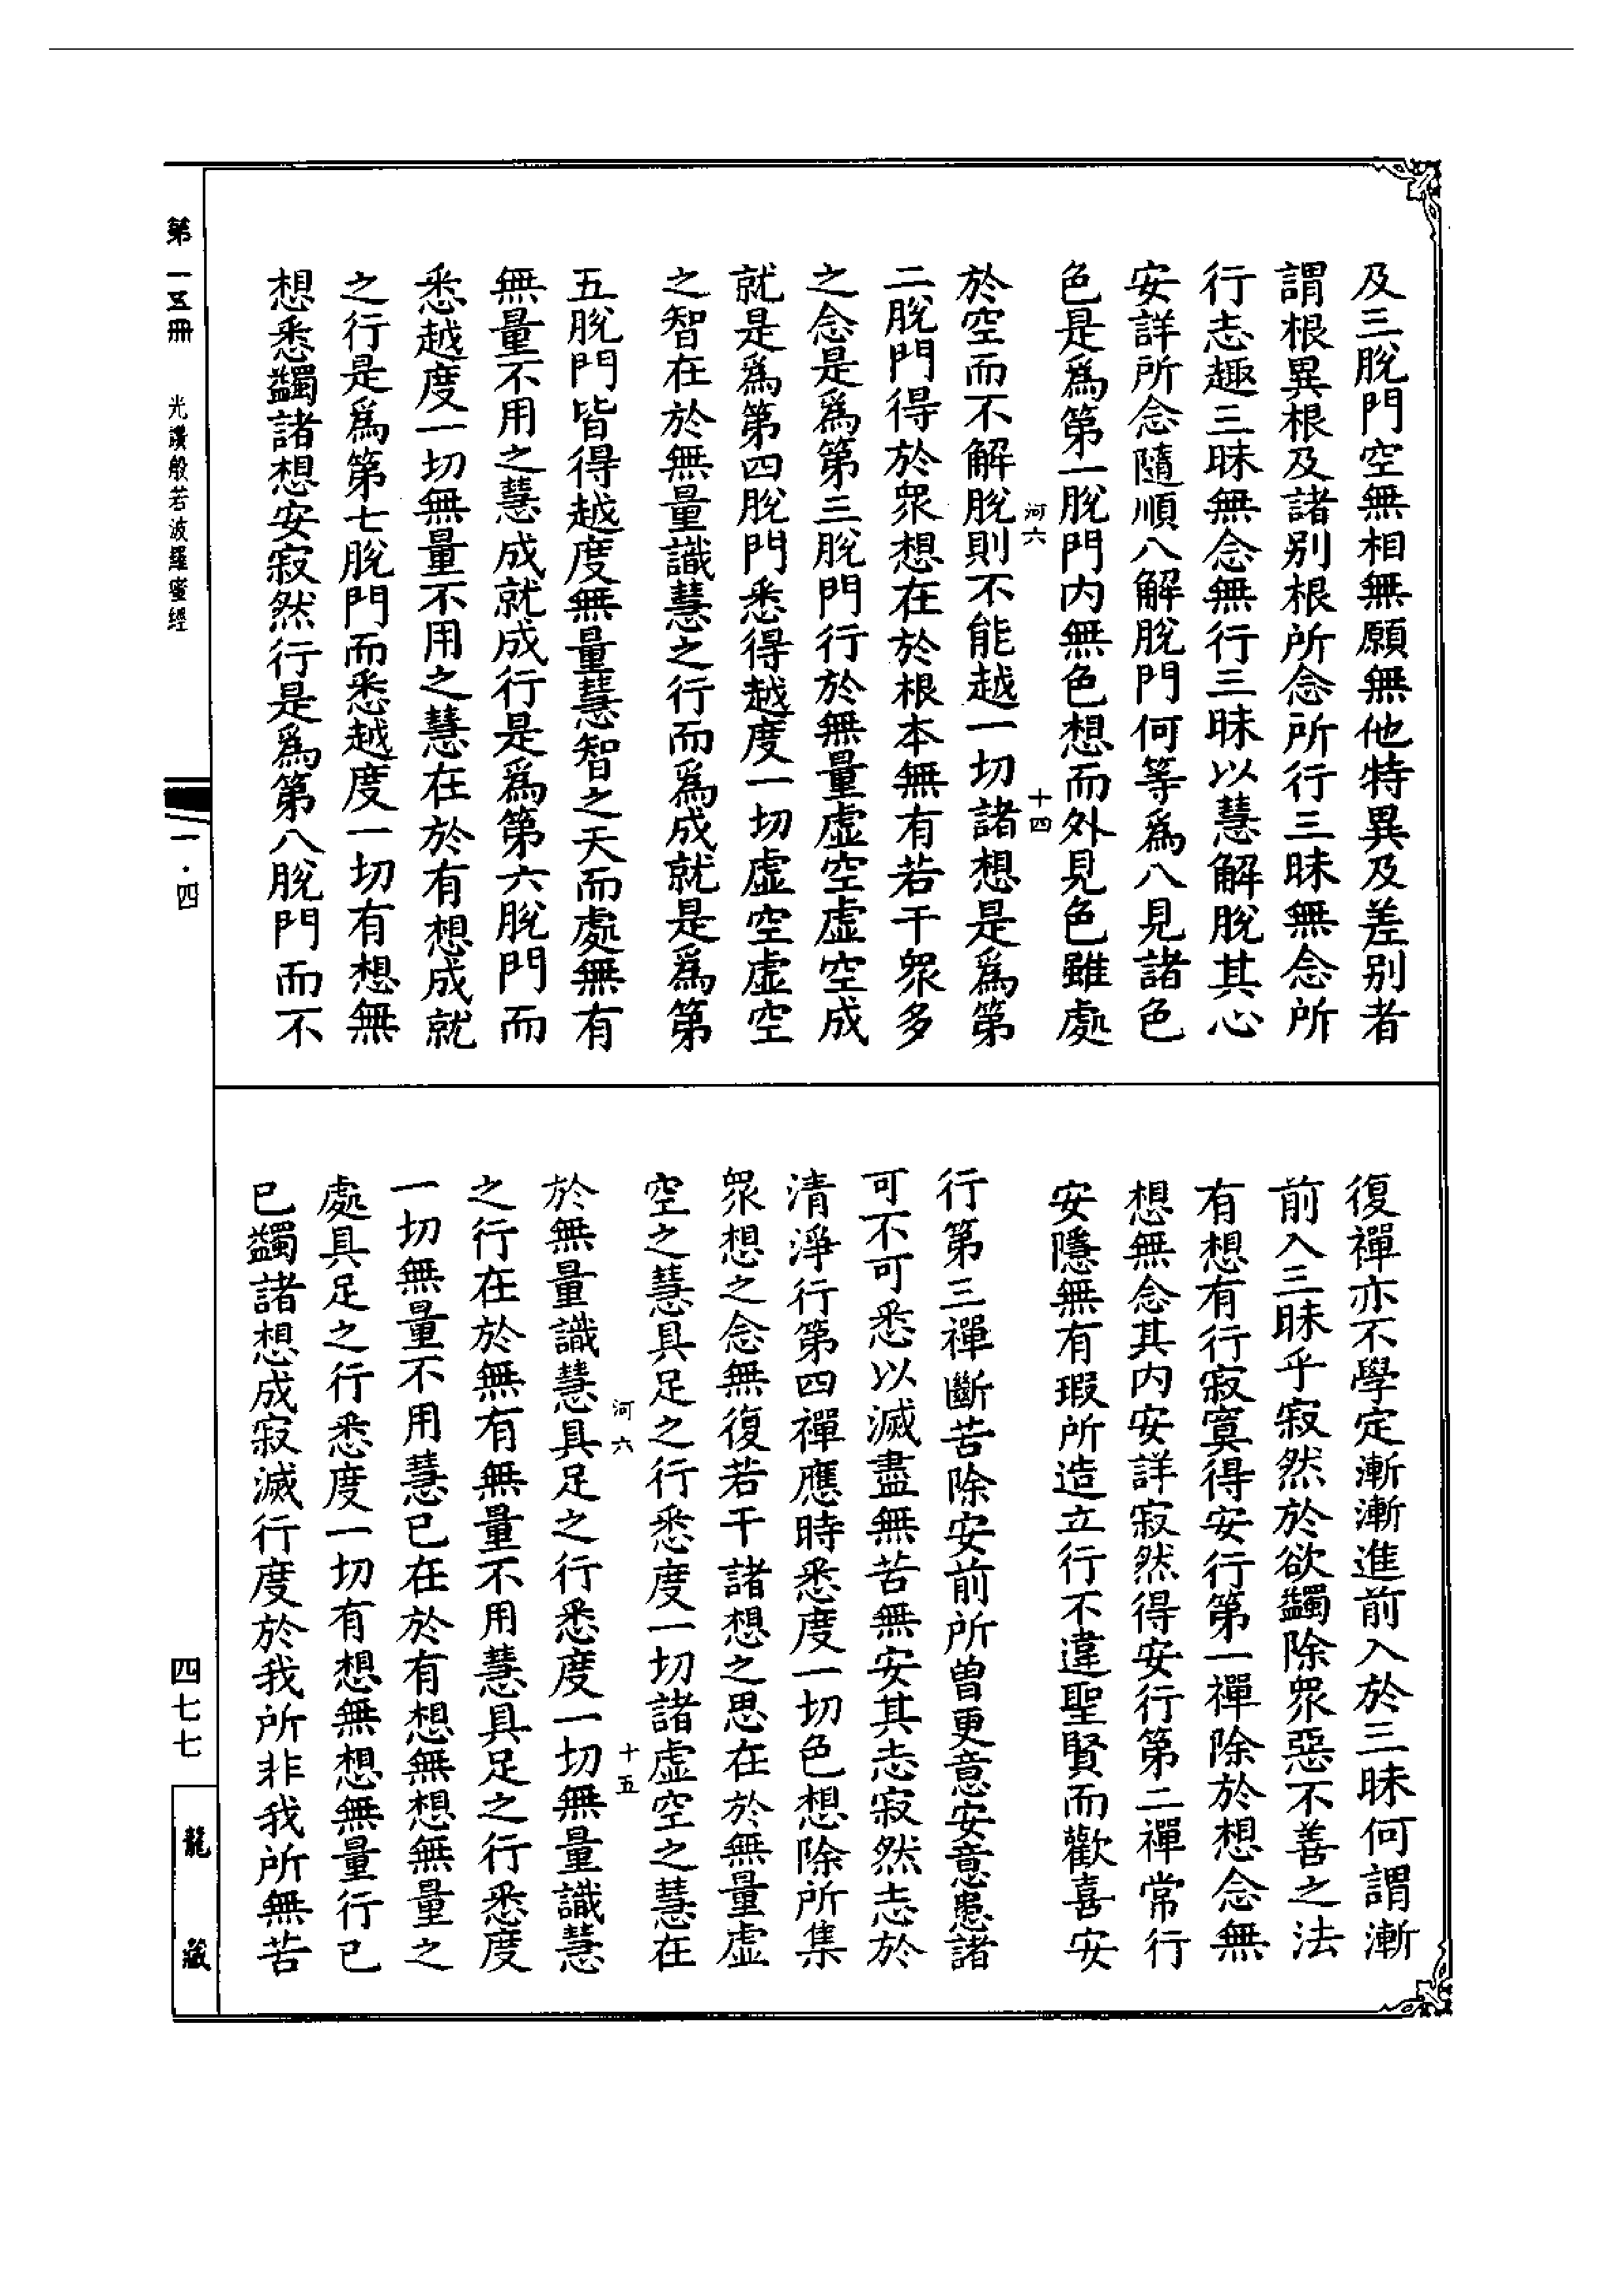 及三脫門空無相無願無他特異及差別者
謂根異根及諸別根所念所行三昧無念所
行志趣三昧無念無行三昧以慧解脫其心
安詳所念隨順八解脫門何等爲八見諸色
色是爲第一脫門内無色想而外見色雖處
河六
十四
於空而不解脫則不能越一切諸想是爲第
二脫門得於衆想在於根本無有若干衆多
之念是爲第三脫門行於無量虛空虛空成
就是爲第四脫門悉得越度一切虛空虛空
之智在於無量識慧之行而爲成就是爲第
五脫門皆得越度無量慧智之天而處無有
無量不用之慧成就成行是爲第六脫門而
悉越度一切無量不用之慧在於有想成就
之行是爲第七脫門而悉越度一切有想無
想悉蠲諸想安寂然行是爲第八脫門而不
復禪亦不學定漸漸進前入於三昧何謂漸
前入三昧乎寂然於欲蠲除衆惡不善之法
有想有行寂寞得安行第一禪除於想念無
想無念其内安詳寂然得安行第二禪常行
安隱無有瑕所造立行不違聖賢而歡喜安
行第三禪斷苦除安前所曽更意安意患諸
可不可悉以滅盡無苦無安其志寂然志於
清淨行第四禪應時悉度一切色想除所集
衆想之念無復若干諸想之思在於無量虛
空之慧具足之行悉度一切諸虛空之慧在
河六
十五
於無量識慧具足之行悉度一切無量識慧
之行在於無有無量不用慧具足之行悉度
一切無量不用慧已在於有想無想無量之
處具足之行悉度一切有想無想無量行已
已蠲諸想成寂滅行度於我所非我所無苦
第一五冊
光讚般若波羅蜜經
一·四
四七七
龍藏